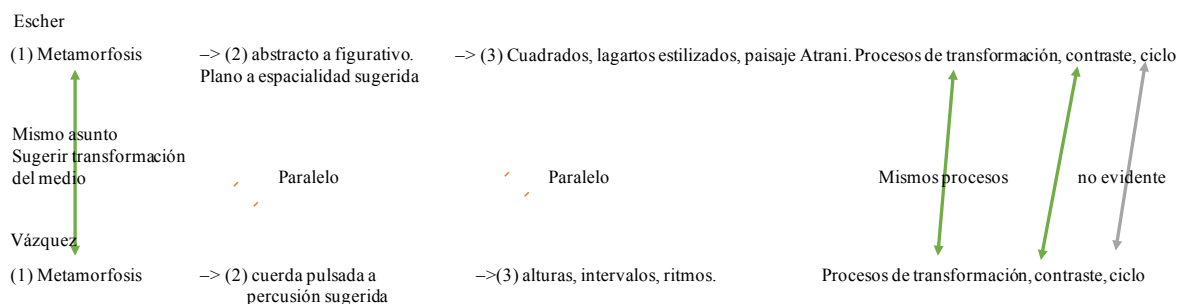 Escher
(1) Metamorfosis –> (2) abstracto a figurativo. –> (3) Cuadrados, lagartos estilizados, paisaje Atrani. Procesos de transformación, contraste, ciclo
Plano a espacialidad sugerida
Mismo asunto
Sugerir transformación
del medio Paralelo Paralelo Mismos procesos no evidente
Vázquez
(1) Metamorfosis –> (2) cuerda pulsada a –>(3) alturas, intervalos, ritmos. Procesos de transformación, contraste, ciclo
percusión sugerida